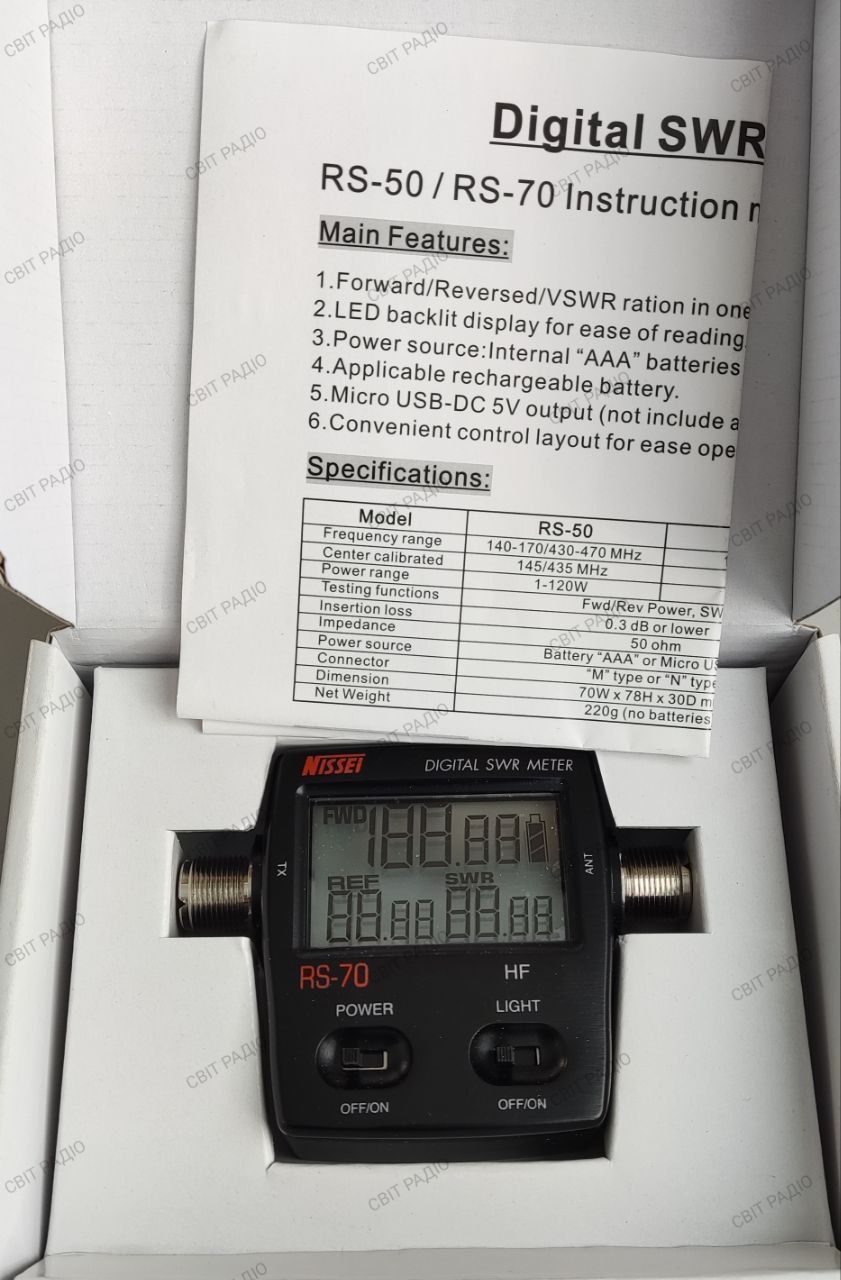 Digital SWR
RS-50 / RS-70 Instruction
Main Features:
1.Forward/Reversed/VSWR ration in one
2.LED backlit display for ease of reading.
3.Power source:Internal “AAA” batteries
4.Applicable rechargeable battery.
5.Micro USB-DC 5V output (not include a
6.Convenient control layout for ease ope
Specifications:
Model RS-50
Frequency range 140-170/430-470 MHz
Center calibrated 145/435 MHz
Power range 1-120W
Testing functions Fwd/Rev Power, SW
Insertion loss 0.3 dB or lower
Impedance 50 ohm
Power source Battery “AAA” or Micro US
Connector “M” type or “N” type
Dimension 70W x 78H x 30D m
Net Weight 220g (no batteries
NISSEI DIGITAL SWR METER
FWD 188.88
TX ANT
REF SWR
88.88 88.88
RS-70 HF
POWER LIGHT
OFF/ON OFF/ON
СВІТ РАДІО